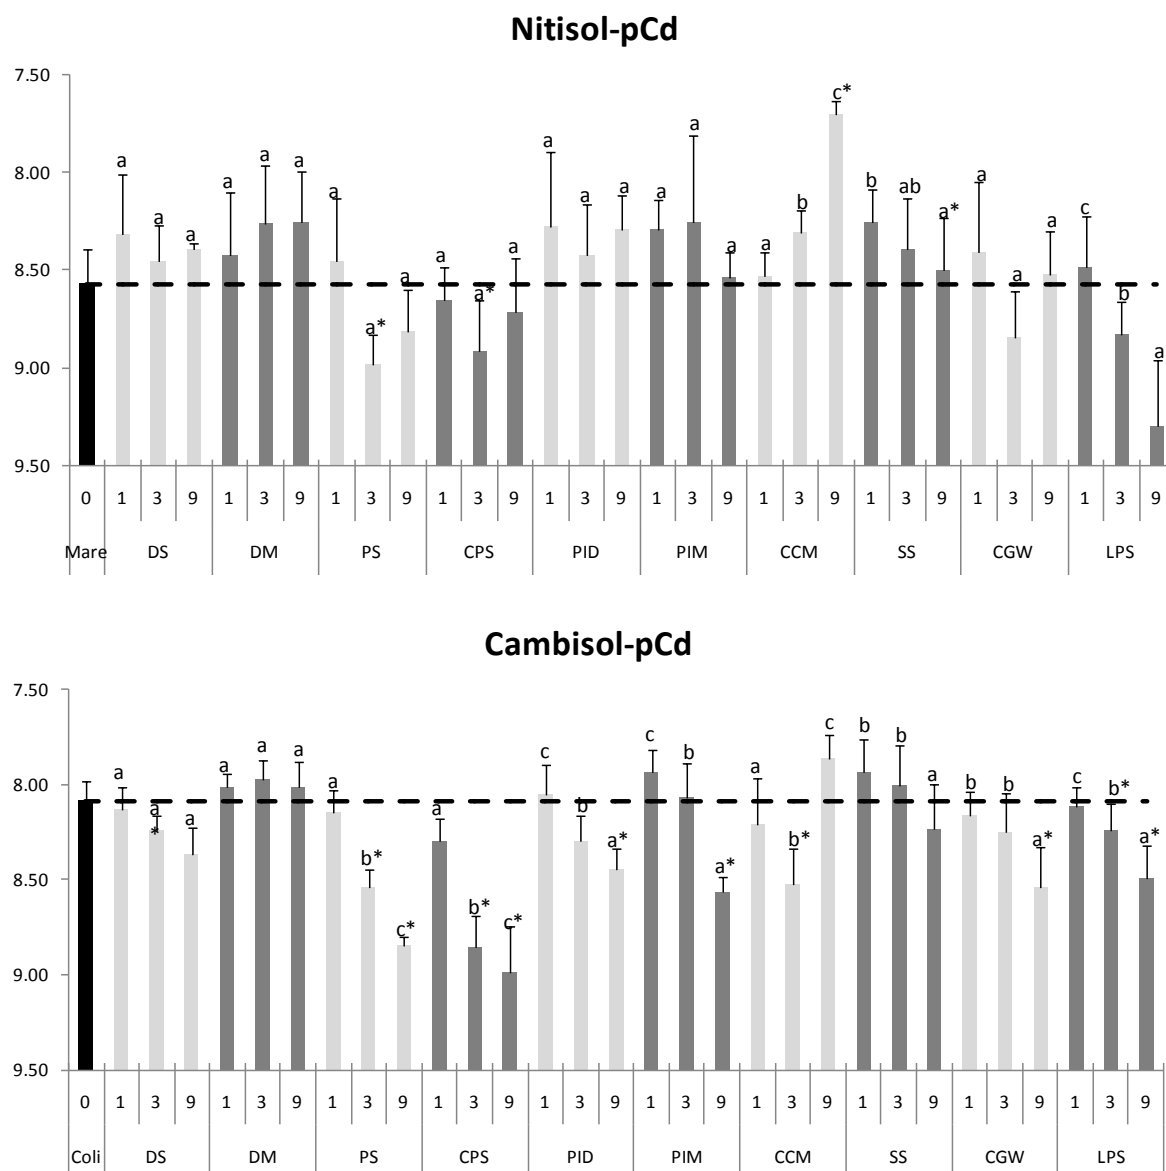 Nitisol-pCd
7.50
8.00
8.50
9.00
9.50
a a a a a a a a* a a a* a a a a a a a a b c* b ab a* a a a c b a
0 1 3 9 1 3 9 1 3 9 1 3 9 1 3 9 1 3 9 1 3 9 1 3 9 1 3 9 1 3 9
Mare DS DM PS CPS PID PIM CCM SS CGW LPS
Cambisol-pCd
7.50
8.00
8.50
9.00
9.50
a a* a a a a a b* c* a b* c* c b a* c b a* a b* c b b a b b a* c b* a*
0 1 3 9 1 3 9 1 3 9 1 3 9 1 3 9 1 3 9 1 3 9 1 3 9 1 3 9 1 3 9
Coli DS DM PS CPS PID PIM CCM SS CGW LPS